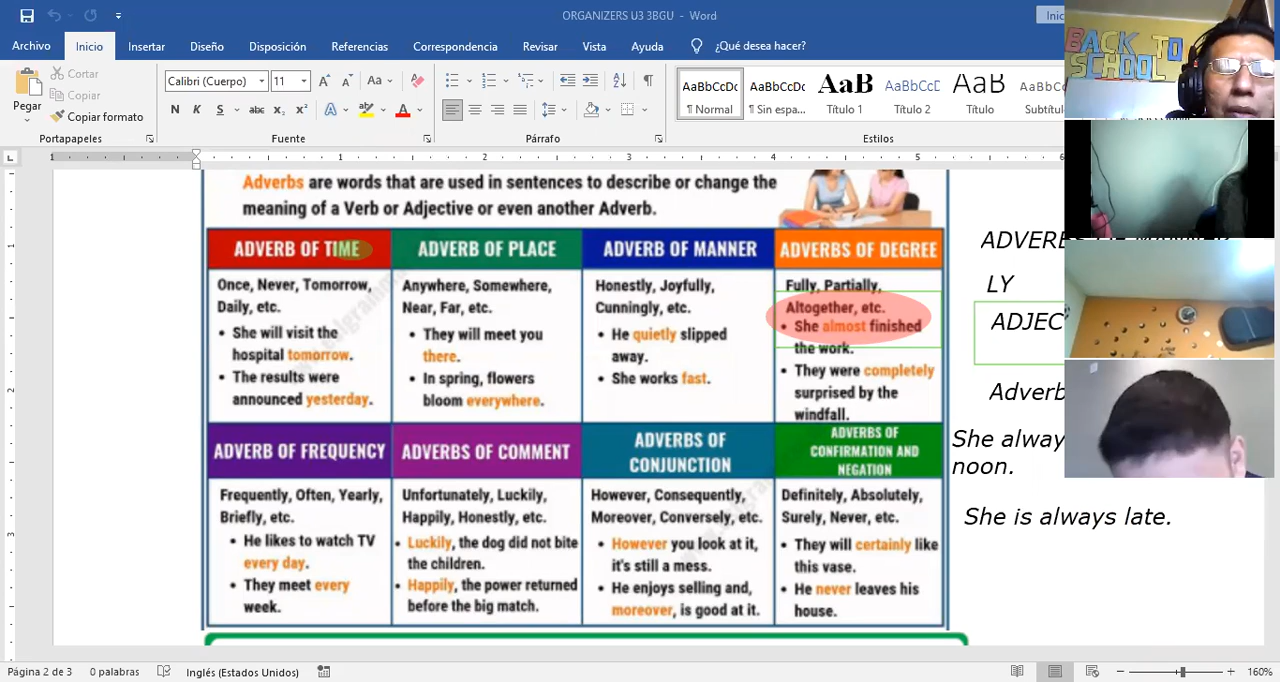 ORGANIZERS U3 3BGU - Word
Archivo Inicio Insertar Diseño Disposición Referencias Correspondencia Revisar Vista Ayuda ¿Qué desea hacer?
Pegar
Cortar
Copiar
Copiar formato
Portapapeles
Calibri (Cuerpo) 11
Fuente
Párrafo
AaBbCcDc AaBbCcDc AaB AaBbCcD AaB AaBbCcD
¶ Normal ¶ Sin espa... Título 1 Título 2 Título Subtítul
Estilos
BACK TO
SCHOOL
Adverbs are words that are used in sentences to describe or change the
meaning of a Verb or Adjective or even another Adverb.
ADVERB OF TIME
Once, Never, Tomorrow,
Daily, etc.
• She will visit the
hospital tomorrow.
• The results were
announced yesterday.
ADVERB OF PLACE
Anywhere, Somewhere,
Near, Far, etc.
• They will meet you
there.
• In spring, flowers
bloom everywhere.
ADVERB OF MANNER
Honestly, Joyfully,
Cunningly, etc.
• He quietly slipped
away.
• She works fast.
ADVERBS OF DEGREE
Fully, Partially,
Altogether, etc.
• She almost finished
the work.
• They were completely
surprised by the
windfall.
ADVERB OF FREQUENCY
Frequently, Often, Yearly,
Briefly, etc.
• He likes to watch TV
every day.
• They meet every
week.
ADVERBS OF COMMENT
Unfortunately, Luckily,
Happily, Honestly, etc.
• Luckily, the dog did not bite
the children.
• Happily, the power returned
before the big match.
ADVERBS OF
CONJUNCTION
However, Consequently,
Moreover, Conversely, etc.
• However you look at it,
it's still a mess.
• He enjoys selling and,
moreover, is good at it.
ADVERBS OF
CONFIRMATION AND
NEGATION
Definitely, Absolutely,
Surely, Never, etc.
• They will certainly like
this vase.
• He never leaves his
house.
LY
ADJEC
Adverb
She alway
noon.
She is always late.
Página 2 de 3 0 palabras Inglés (Estados Unidos) 160%